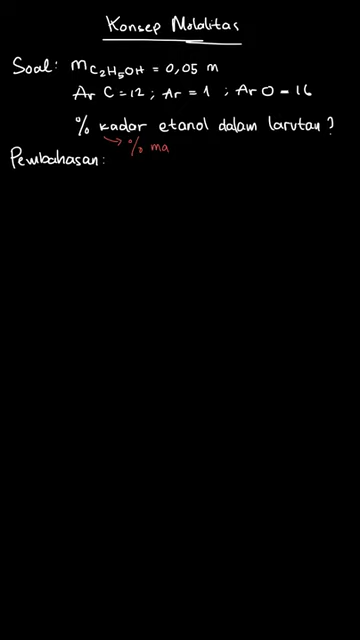 Konsep Molalitas
Soal: m C₂H₅OH = 0,05 m
Ar C = 12 ; Ar = 1 ; Ar O = 16
% kadar etanol dalam larutan ?
→ % ma
Pembahasan: